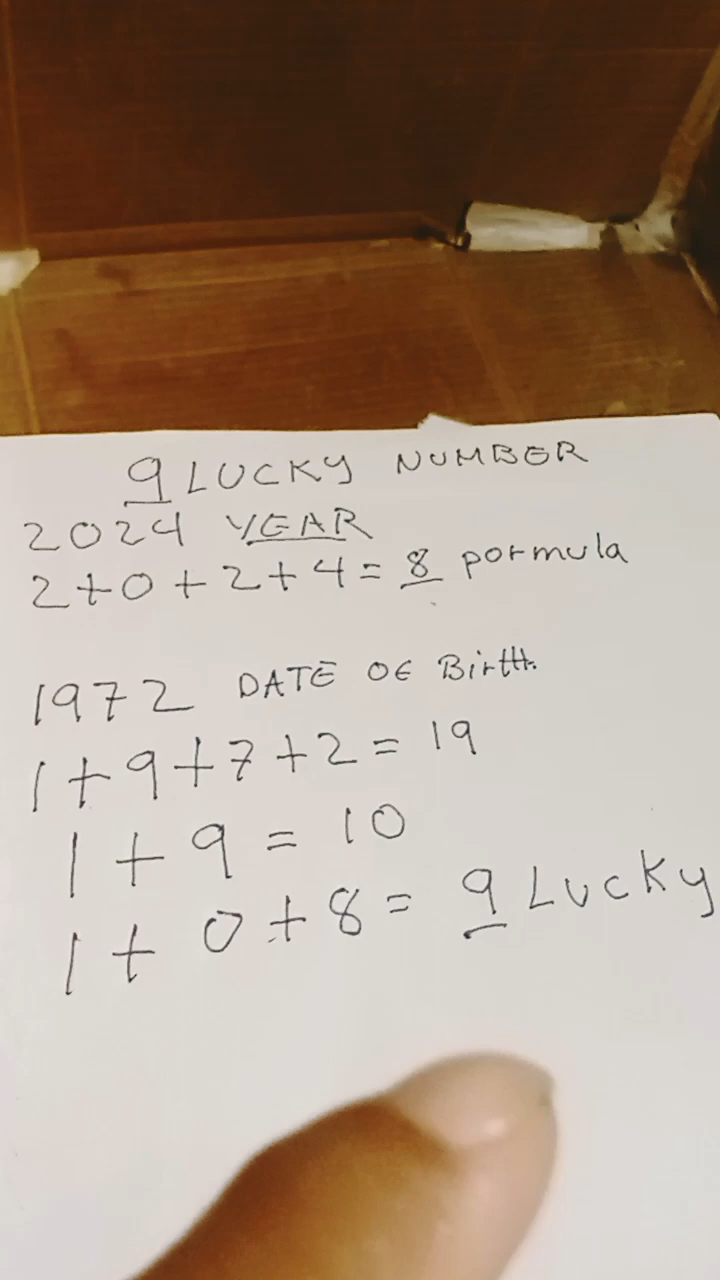 9 LUCKY NUMBER
2024 YEAR
2+0+2+4=8 pormula
1972 DATE OF Birth.
1+9+7+2=19
1+9=10
1+0+8=9 Lucky